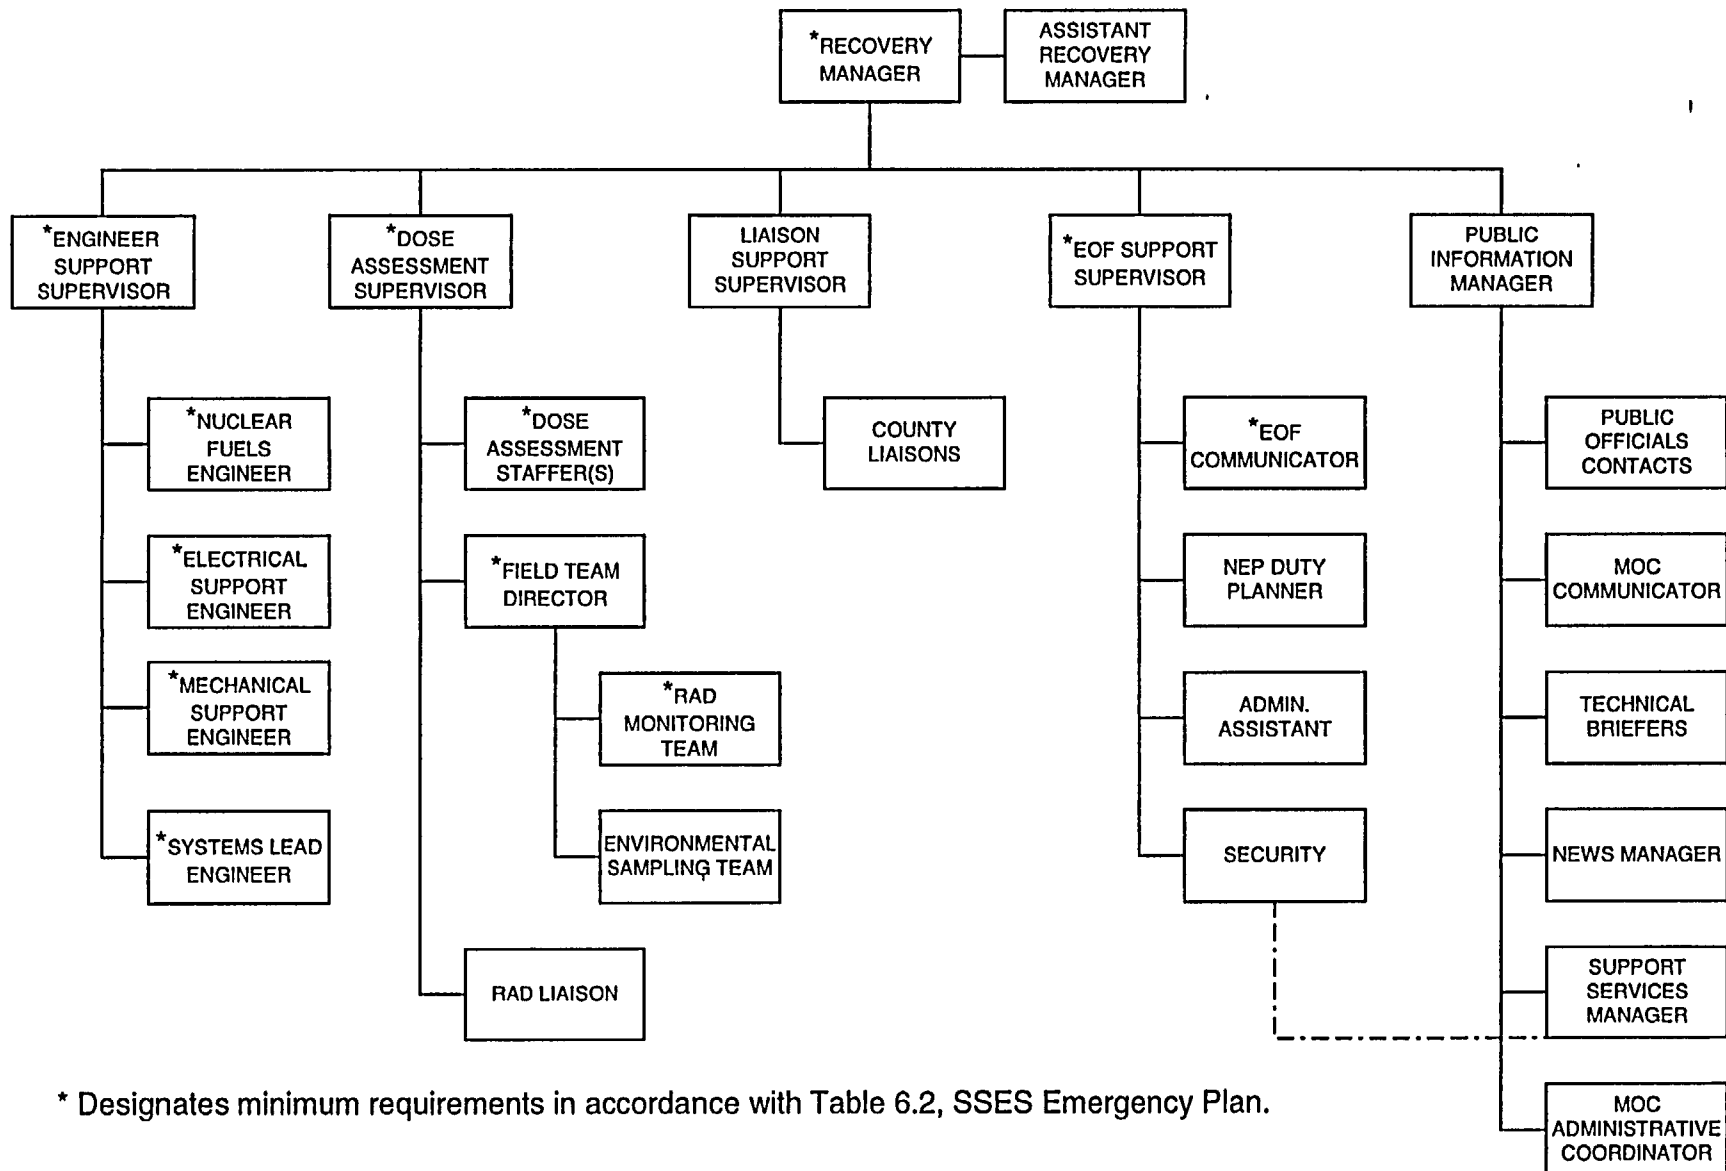 *RECOVERY
MANAGER
ASSISTANT
RECOVERY
MANAGER
*ENGINEER
SUPPORT
SUPERVISOR
*DOSE
ASSESSMENT
SUPERVISOR
LIAISON
SUPPORT
SUPERVISOR
*EOF SUPPORT
SUPERVISOR
PUBLIC
INFORMATION
MANAGER
*NUCLEAR
FUELS
ENGINEER
*ELECTRICAL
SUPPORT
ENGINEER
*MECHANICAL
SUPPORT
ENGINEER
*SYSTEMS LEAD
ENGINEER
*DOSE
ASSESSMENT
STAFFER(S)
*FIELD TEAM
DIRECTOR
*RAD
MONITORING
TEAM
ENVIRONMENTAL
SAMPLING TEAM
RAD LIAISON
COUNTY
LIAISONS
*EOF
COMMUNICATOR
NEP DUTY
PLANNER
ADMIN.
ASSISTANT
SECURITY
PUBLIC
OFFICIALS
CONTACTS
MOC
COMMUNICATOR
TECHNICAL
BRIEFERS
NEWS MANAGER
SUPPORT
SERVICES
MANAGER
MOC
ADMINISTRATIVE
COORDINATOR
* Designates minimum requirements in accordance with Table 6.2, SSES Emergency Plan.